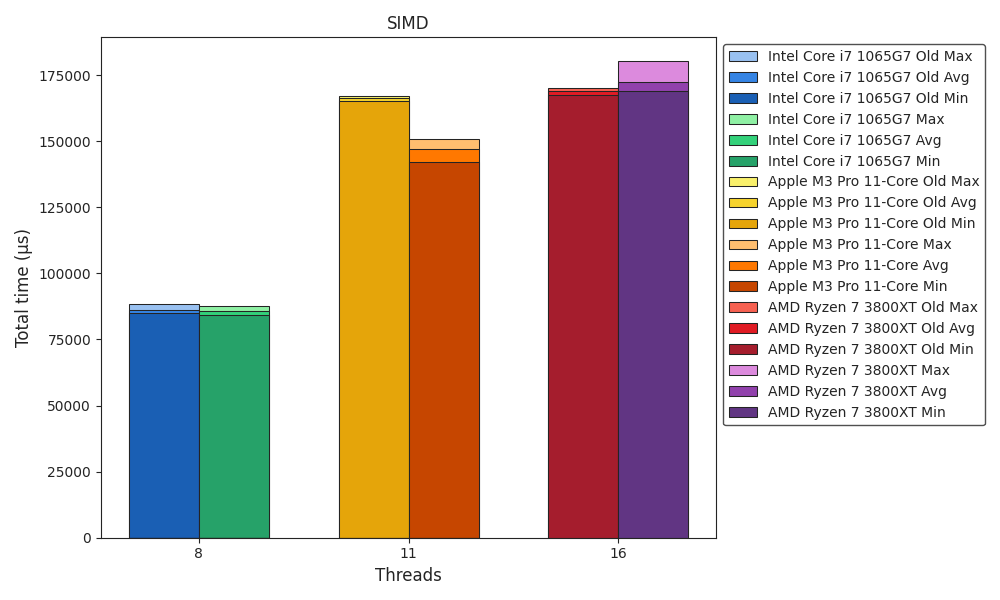 SIMD
Total time (µs)
175000
150000
125000
100000
75000
50000
25000
0
8
11
16
Threads
Intel Core i7 1065G7 Old Max
Intel Core i7 1065G7 Old Avg
Intel Core i7 1065G7 Old Min
Intel Core i7 1065G7 Max
Intel Core i7 1065G7 Avg
Intel Core i7 1065G7 Min
Apple M3 Pro 11-Core Old Max
Apple M3 Pro 11-Core Old Avg
Apple M3 Pro 11-Core Old Min
Apple M3 Pro 11-Core Max
Apple M3 Pro 11-Core Avg
Apple M3 Pro 11-Core Min
AMD Ryzen 7 3800XT Old Max
AMD Ryzen 7 3800XT Old Avg
AMD Ryzen 7 3800XT Old Min
AMD Ryzen 7 3800XT Max
AMD Ryzen 7 3800XT Avg
AMD Ryzen 7 3800XT Min